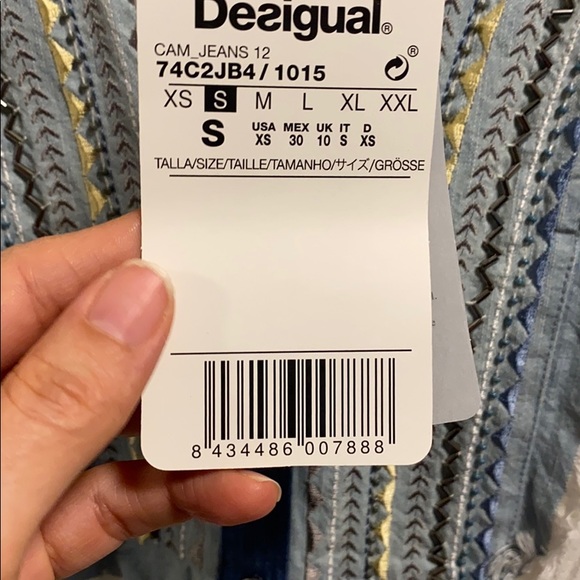 Desigual®
CAM_JEANS 12
74C2JB4 / 1015
®
XS S M L XL XXL
S
USA MEX UK IT D
XS 30 10 S XS
TALLA/SIZE/TAILLE/TAMANHO/サイズ/GRÖSSE
8 434486 007888